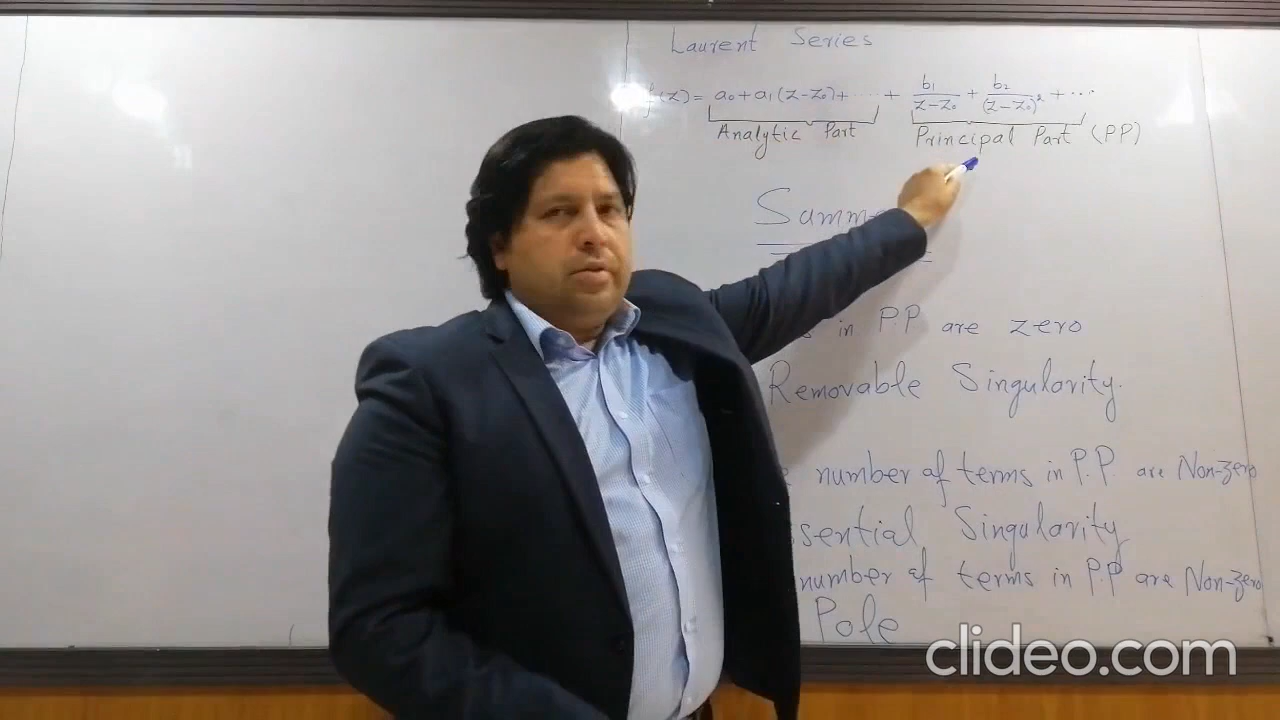 Laurent Series
f(z) = a₀ + a₁(z-z₀) + ..... + b₁/(z-z₀) + b₂/(z-z₀)² + ...
Analytic Part Principal Part (PP)
in P.P are zero
Removable Singularity.
number of terms in P.P. are Non-zero
Singularity
number of terms in P.P are Non-zero
Pole
clideo.com